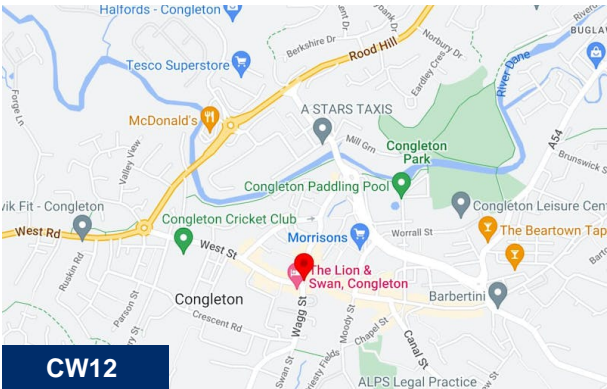 Halfords - Congleton
Berkshire Dr
Rood Hill
Norbury Dr
River
BUGLAW
Tesco Superstore
Eardley Cres
River Dane
Forge Ln
McDonald's
A STARS TAXIS
A54
Valley View
Mill Grn
Congleton
Park
Brunswick S
Congleton Paddling Pool
wik Fit - Congleton
Congleton Leisure Cent
Congleton Cricket Club
West Rd
West St
Morrisons
Worrall St
The Beartown Tap
Ruskin Rd
The Lion &
Swan, Congleton
Parson St
Congleton
Wagg St
Moody St
Barbertini
Crescent Rd
Chapel St
Canal St
Swan St
CW12
ALPS Legal Practice